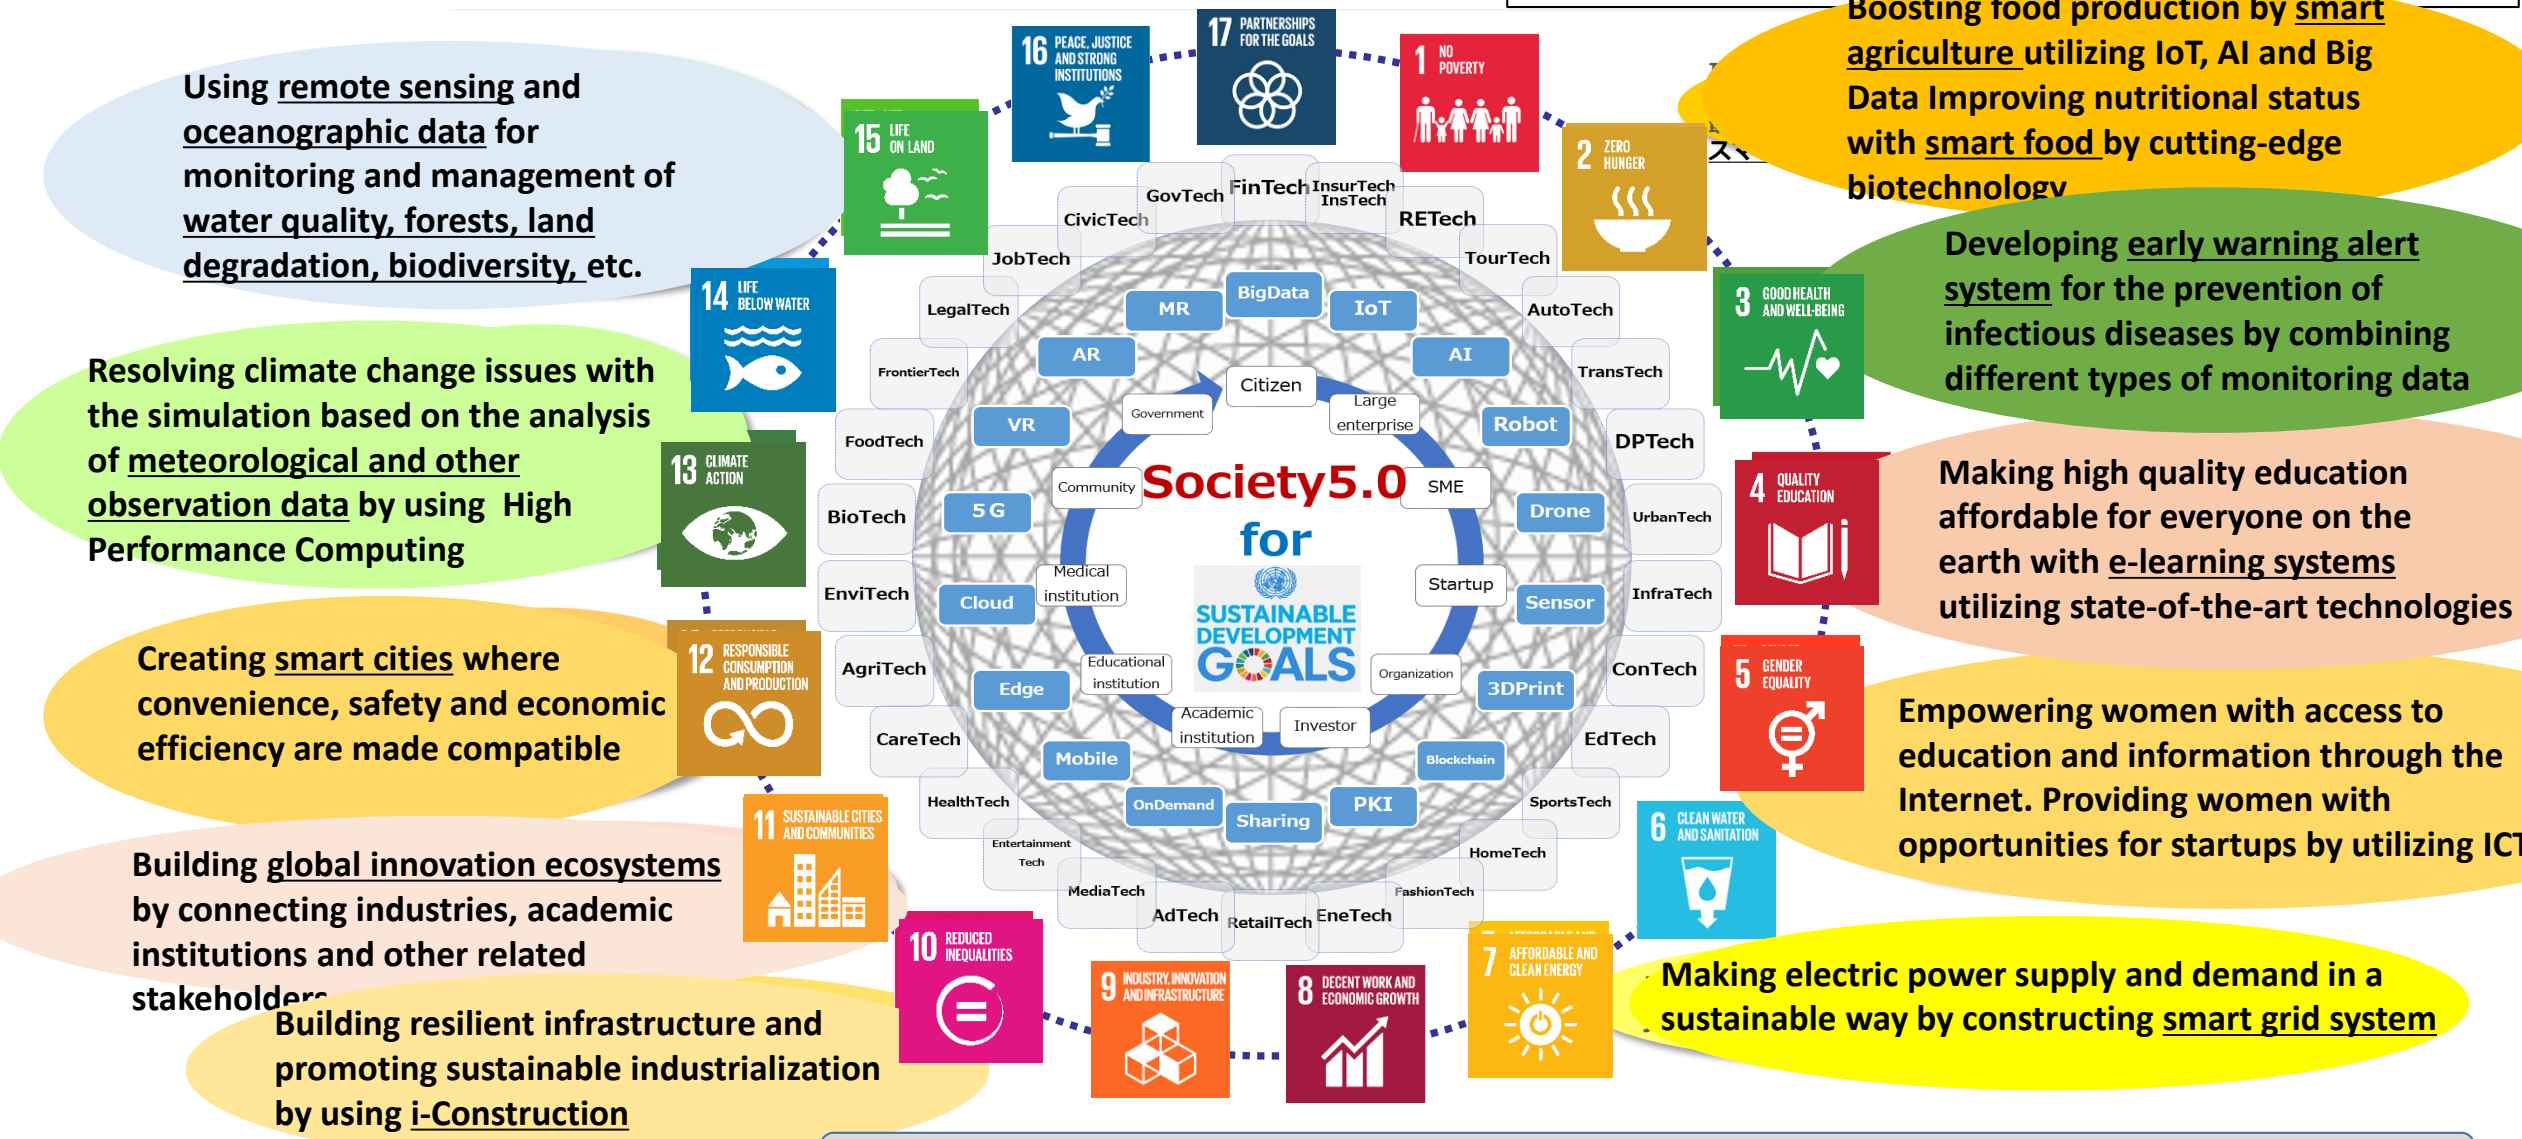 Using remote sensing and
oceanographic data for
monitoring and management of
water quality, forests, land
degradation, biodiversity, etc.
Resolving climate change issues with
the simulation based on the analysis
of meteorological and other
observation data by using High
Performance Computing
Creating smart cities where
convenience, safety and economic
efficiency are made compatible
Building global innovation ecosystems
by connecting industries, academic
institutions and other related
stakeholders
Building resilient infrastructure and
promoting sustainable industrialization
by using i-Construction
17 PARTNERSHIPS
FOR THE GOALS
1 NO
POVERTY
2 ZERO
HUNGER
3 GOOD HEALTH
AND WELL-BEING
4 QUALITY
EDUCATION
5 GENDER
EQUALITY
6 CLEAN WATER
AND SANITATION
7 AFFORDABLE AND
CLEAN ENERGY
8 DECENT WORK AND
ECONOMIC GROWTH
9 INDUSTRY, INNOVATION
AND INFRASTRUCTURE
10 REDUCED
INEQUALITIES
11 SUSTAINABLE CITIES
AND COMMUNITIES
12 RESPONSIBLE
CONSUMPTION
AND PRODUCTION
13 CLIMATE
ACTION
14 LIFE
BELOW WATER
15 LIFE
ON LAND
16 PEACE, JUSTICE
AND STRONG
INSTITUTIONS
FinTech
InsurTech
InsTech
RETech
TourTech
AutoTech
TransTech
DPTech
UrbanTech
InfraTech
ConTech
EdTech
SportsTech
HomeTech
FashionTech
EneTech
RetailTech
AdTech
MediaTech
Entertainment
Tech
HealthTech
CareTech
AgriTech
EnviTech
BioTech
FoodTech
FrontierTech
LegalTech
JobTech
CivicTech
GovTech
BigData
IoT
AI
Robot
Drone
Sensor
3DPrint
Blockchain
PKI
Sharing
OnDemand
Mobile
Edge
Cloud
5G
VR
AR
MR
Citizen
Large
enterprise
SME
Startup
Organization
Investor
Academic
institution
Educational
institution
Medical
institution
Community
Government
Society5.0
for
SUSTAINABLE
DEVELOPMENT
GOALS
Boosting food production by smart
agriculture utilizing IoT, AI and Big
Data Improving nutritional status
with smart food by cutting-edge
biotechnology
Developing early warning alert
system for the prevention of
infectious diseases by combining
different types of monitoring data
Making high quality education
affordable for everyone on the
earth with e-learning systems
utilizing state-of-the-art technologies
Empowering women with access to
education and information through the
Internet. Providing women with
opportunities for startups by utilizing ICT
Making electric power supply and demand in a
sustainable way by constructing smart grid system